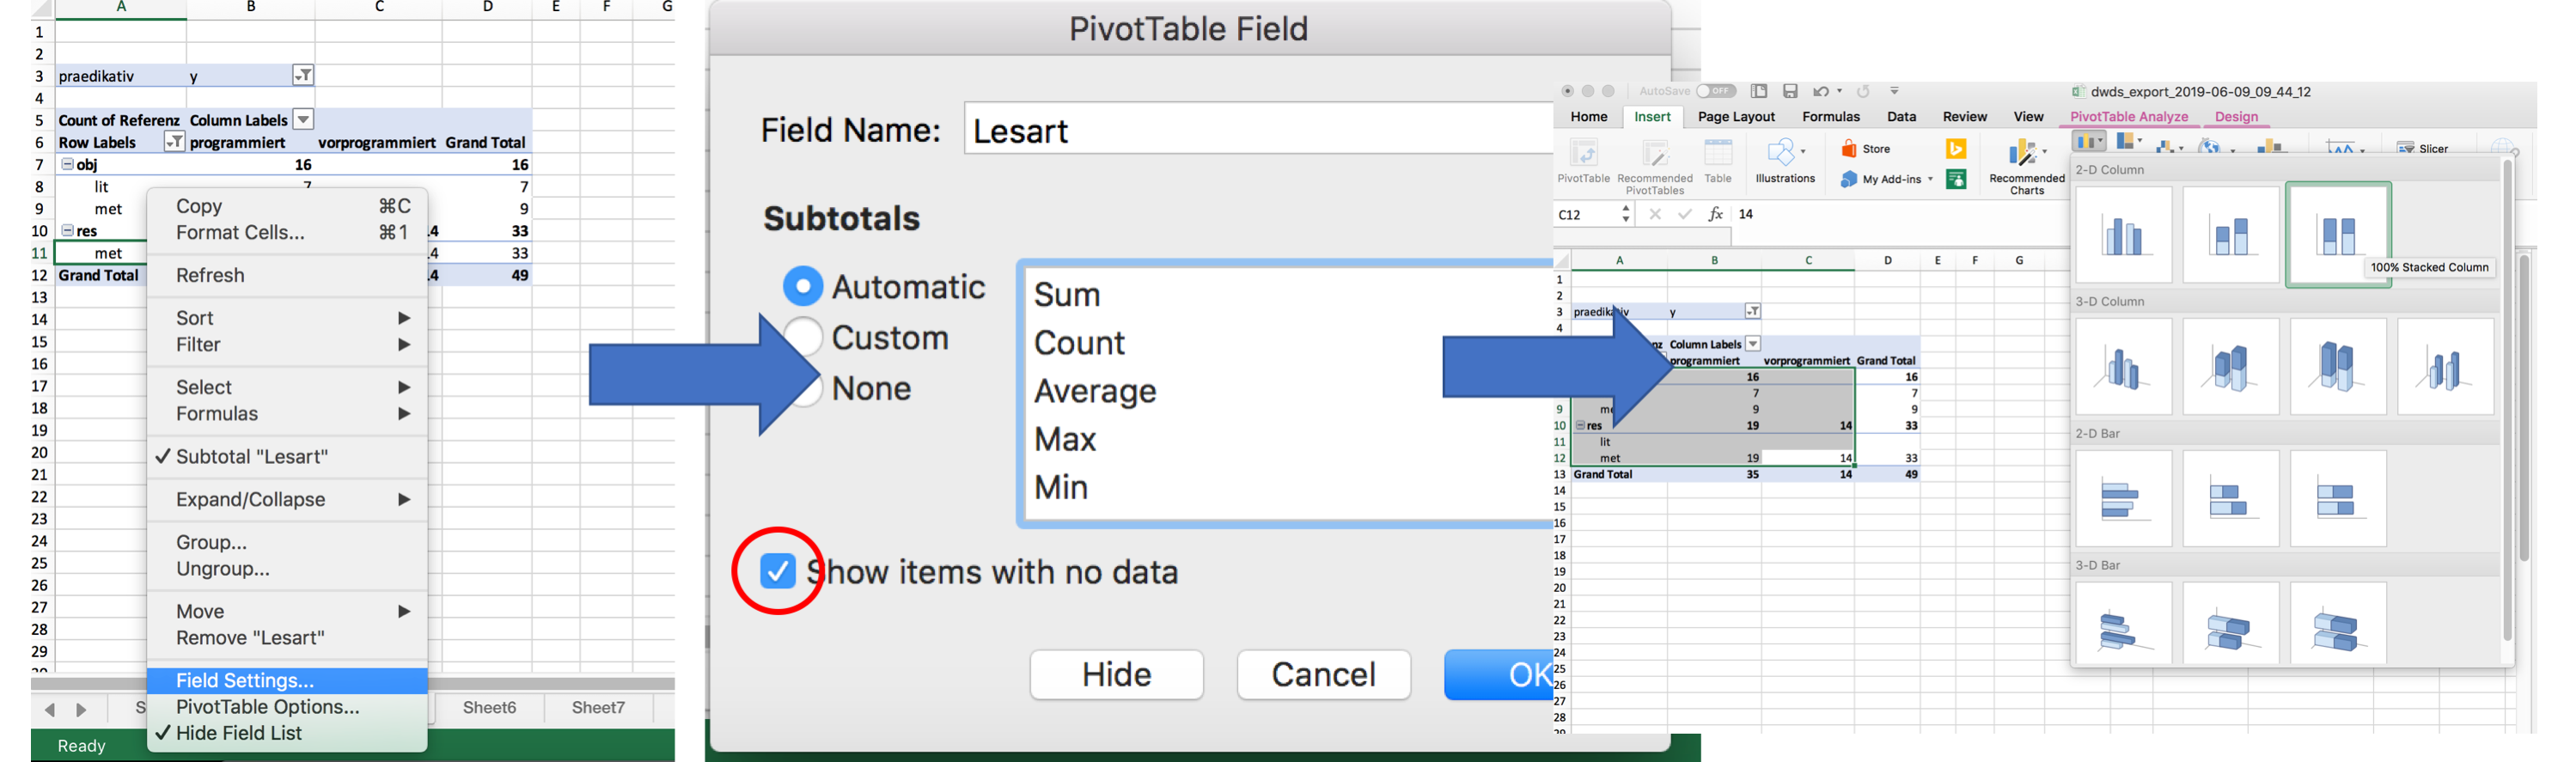 A B C D E F G
1
2
3 praedikativ y
4
5 Count of Referenz Column Labels
6 Row Labels programmiert vorprogrammiert Grand Total
7 obj 16 16
8 lit 7 7
9 met 9
10 res 33
11 met 33
12 Grand Total 49
13
14
15
16
17
18
19
20
21
22
23
24
25
26
27
28
29
Copy ⌘C
Format Cells... ⌘1
Refresh
Sort
Filter
Select
Formulas
✓ Subtotal "Lesart"
Expand/Collapse
Group...
Ungroup...
Move
Remove "Lesart"
Field Settings...
PivotTable Options...
✓ Hide Field List
Sheet6 Sheet7
Ready
PivotTable Field
Field Name: Lesart
Subtotals
Automatic
Custom
None
Sum
Count
Average
Max
Min
Show items with no data
Hide Cancel OK
AutoSave OFF dwds_export_2019-06-09_09_44_12
Home Insert Page Layout Formulas Data Review View PivotTable Analyze Design
PivotTable Recommended PivotTables Table Illustrations Store My Add-ins Recommended Charts Slicer
C12 fx 14
A B C D E F G
1
2
3 praedikativ y
4
Column Labels
programmiert vorprogrammiert Grand Total
16 16
7 7
9 9 9
10 res 19 14 33
11 lit
12 met 19 14 33
13 Grand Total 35 14 49
14
15
16
17
18
19
20
21
22
23
24
25
26
27
28
2-D Column
100% Stacked Column
3-D Column
2-D Bar
3-D Bar